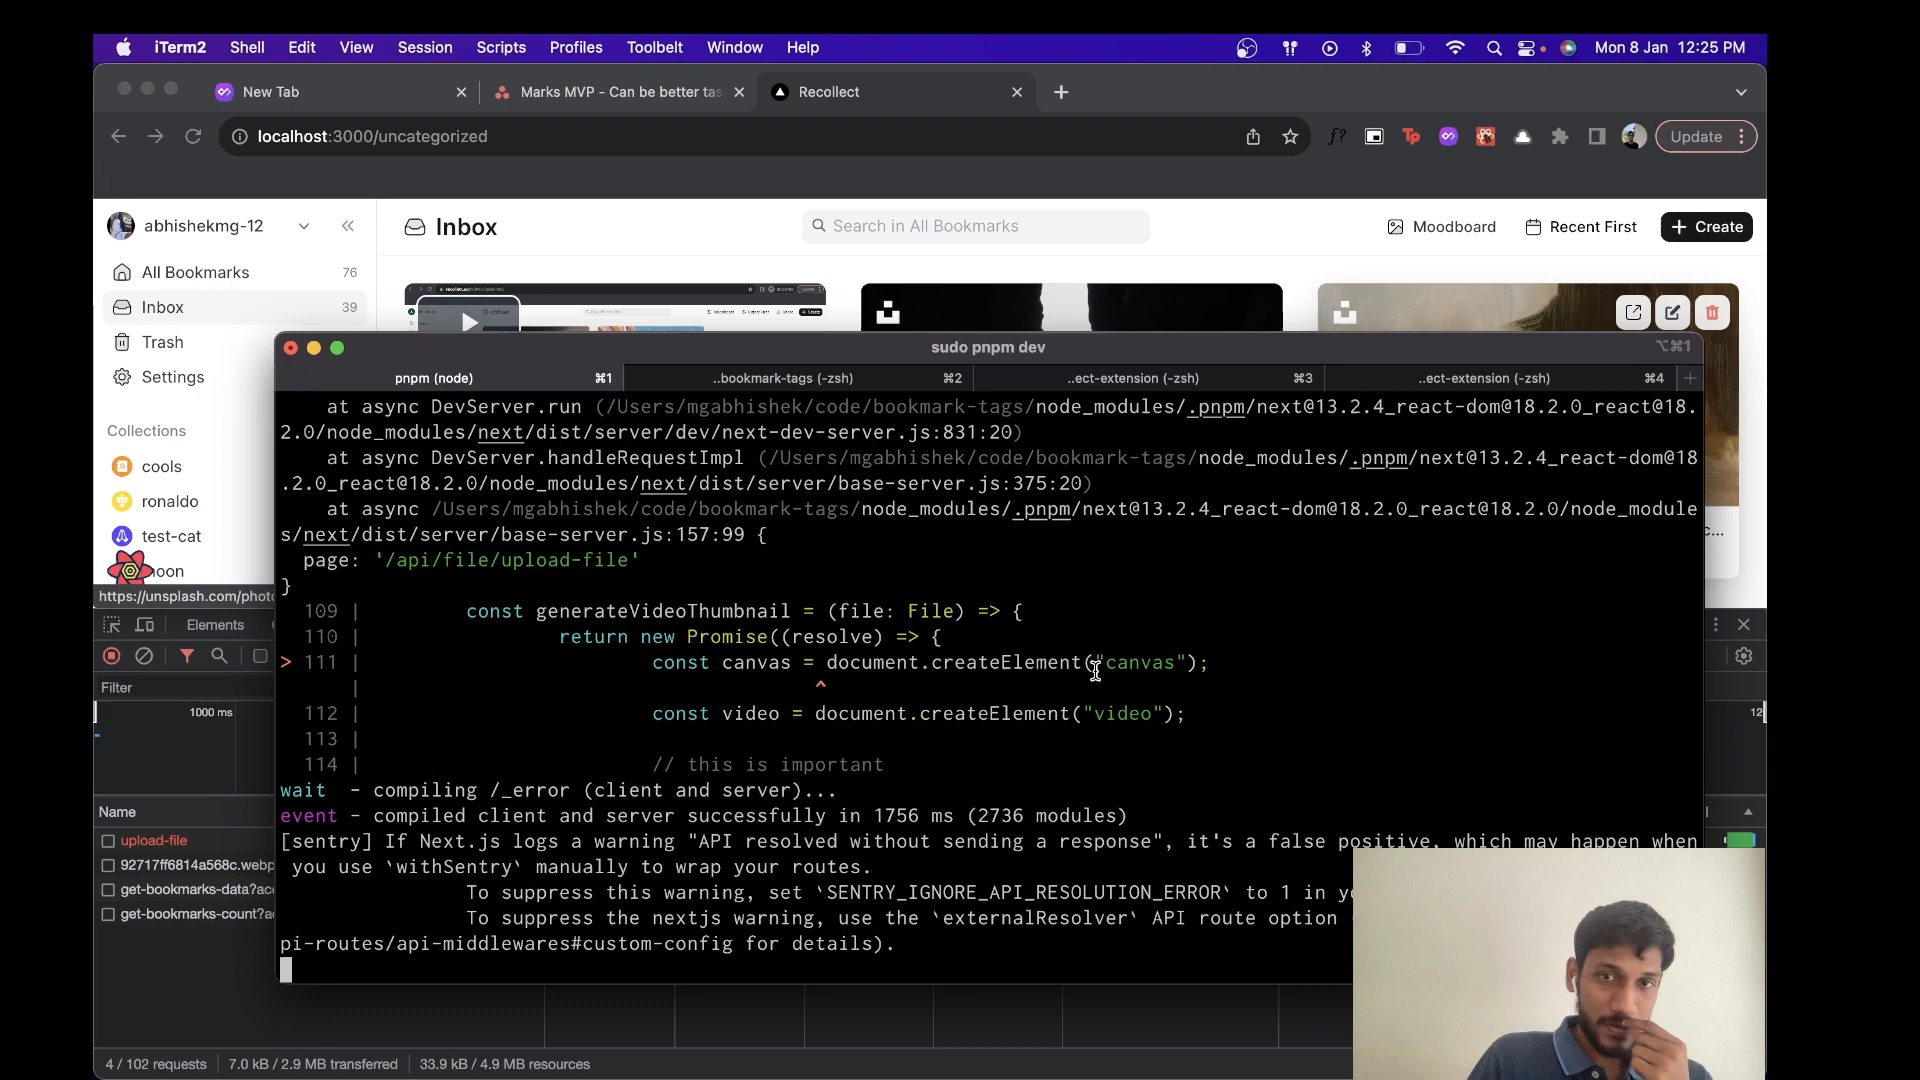 iTerm2 Shell Edit View Session Scripts Profiles Toolbelt Window Help Mon 8 Jan 12:25 PM
New Tab Marks MVP - Can be better tas Recollect
localhost:3000/uncategorized f? Tp Update
abhishekmg-12 Inbox Search in All Bookmarks Moodboard Recent First + Create
All Bookmarks 76
Inbox 39
Trash
Settings
Collections
cools
ronaldo
test-cat
oon
https://unsplash.com/photo
sudo pnpm dev ⌥⌘1
pnpm (node) ⌘1 ..bookmark-tags (-zsh) ⌘2 ..ect-extension (-zsh) ⌘3 ..ect-extension (-zsh) ⌘4
at async DevServer.run (/Users/mgabhishek/code/bookmark-tags/node_modules/.pnpm/next@13.2.4_react-dom@18.2.0_react@18.
2.0/node_modules/next/dist/server/dev/next-dev-server.js:831:20)
at async DevServer.handleRequestImpl (/Users/mgabhishek/code/bookmark-tags/node_modules/.pnpm/next@13.2.4_react-dom@18
.2.0_react@18.2.0/node_modules/next/dist/server/base-server.js:375:20)
at async /Users/mgabhishek/code/bookmark-tags/node_modules/.pnpm/next@13.2.4_react-dom@18.2.0_react@18.2.0/node_module
s/next/dist/server/base-server.js:157:99 {
page: '/api/file/upload-file'
}
109 | const generateVideoThumbnail = (file: File) => {
110 | return new Promise((resolve) => {
> 111 | const canvas = document.createElement("canvas");
| ^
112 | const video = document.createElement("video");
113 |
114 | // this is important
wait - compiling /_error (client and server)...
event - compiled client and server successfully in 1756 ms (2736 modules)
[sentry] If Next.js logs a warning "API resolved without sending a response", it's a false positive, which may happen when
you use `withSentry` manually to wrap your routes.
To suppress this warning, set `SENTRY_IGNORE_API_RESOLUTION_ERROR` to 1 in yo
To suppress the nextjs warning, use the `externalResolver` API route option
pi-routes/api-middlewares#custom-config for details).
c...
Elements
Filter
1000 ms
12
Name
upload-file
92717ff6814a568c.webp
get-bookmarks-data?acc
get-bookmarks-count?a
4 / 102 requests 7.0 kB / 2.9 MB transferred 33.9 kB / 4.9 MB resources